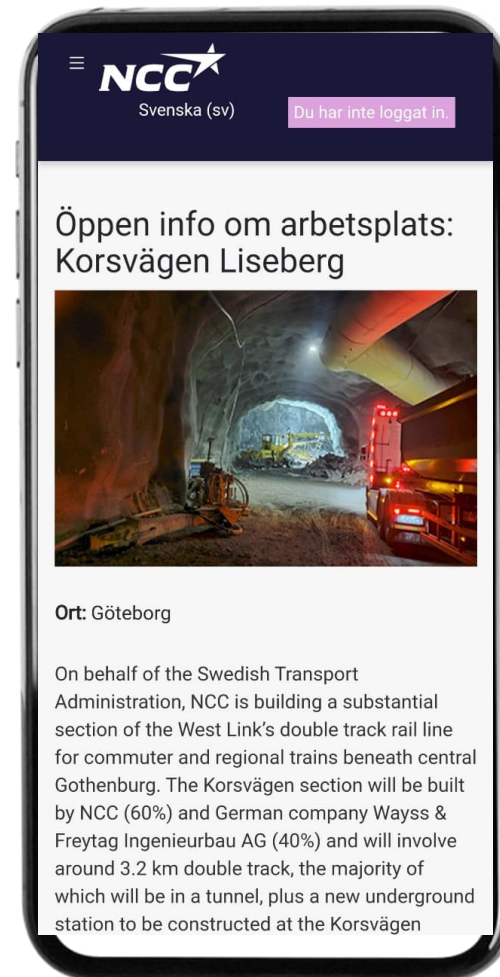 NCC
Svenska (sv)
Du har inte loggat in.
Öppen info om arbetsplats:
Korsvägen Liseberg
Ort: Göteborg
On behalf of the Swedish Transport
Administration, NCC is building a substantial
section of the West Link’s double track rail line
for commuter and regional trains beneath central
Gothenburg. The Korsvägen section will be built
by NCC (60%) and German company Wayss &
Freytag Ingenieurbau AG (40%) and will involve
around 3.2 km double track, the majority of
which will be in a tunnel, plus a new underground
station to be constructed at the Korsvägen